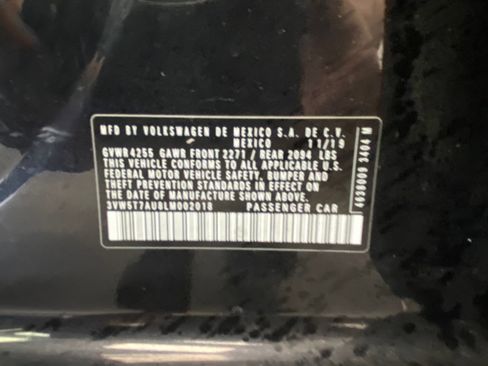 MFD BY VOLKSWAGEN DE MEXICO S.A. DE C.V.
MEXICO 11/19
GVWR 4255 GAWR FRONT 2271 / REAR 2094 LBS
THIS VEHICLE CONFORMS TO ALL APPLICABLE U.S.
FEDERAL MOTOR VEHICLE SAFETY, BUMPER AND
THEFT PREVENTION STANDARDS IN EFFECT ON
THE DATE OF MANUFACTURE SHOWN ABOVE.
3VW5T7AU8LM002018 PASSENGER CAR